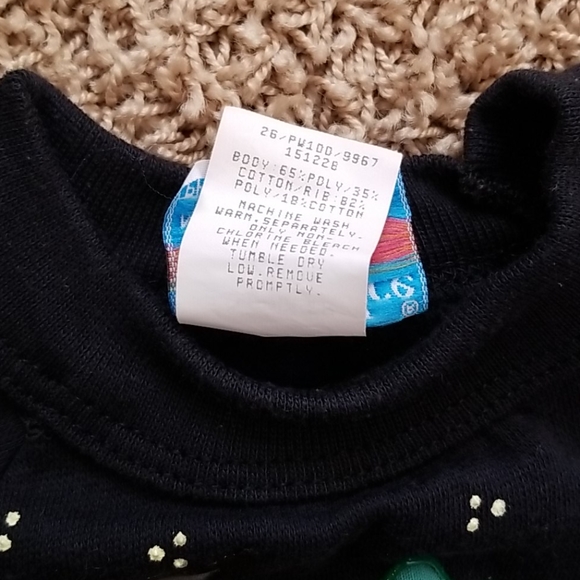 26/PW100/9967
151228
BODY:65%POLY/35%
COTTON/RIB:82%
POLY/18%COTTON
MACHINE WASH
WARM.SEPARATELY.
ONLY NON-
CHLORINE BLEACH
WHEN NEEDED.
TUMBLE DRY
LOW.REMOVE
PROMPTLY.
®